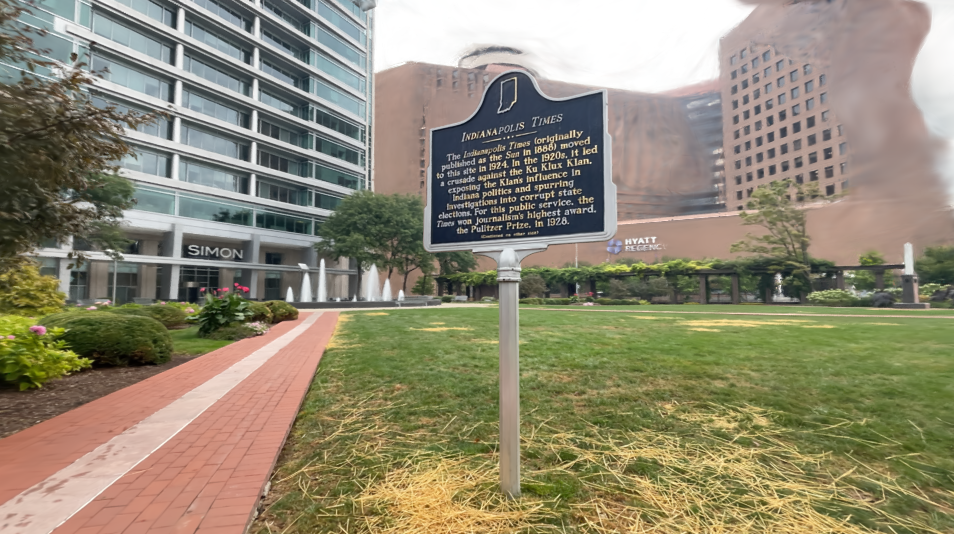 INDIANAPOLIS TIMES
The Indianapolis Times (originally
published as the Sun in 1888) moved
to this site in 1924. In the 1920s, it led
a crusade against the Ku Klux Klan,
exposing the Klan's influence in
Indiana politics and spurring
investigations into corrupt state
elections. For this public service, the
Times won journalism's highest award,
the Pulitzer Prize, in 1928.
SIMON
HYATT
REGENCY